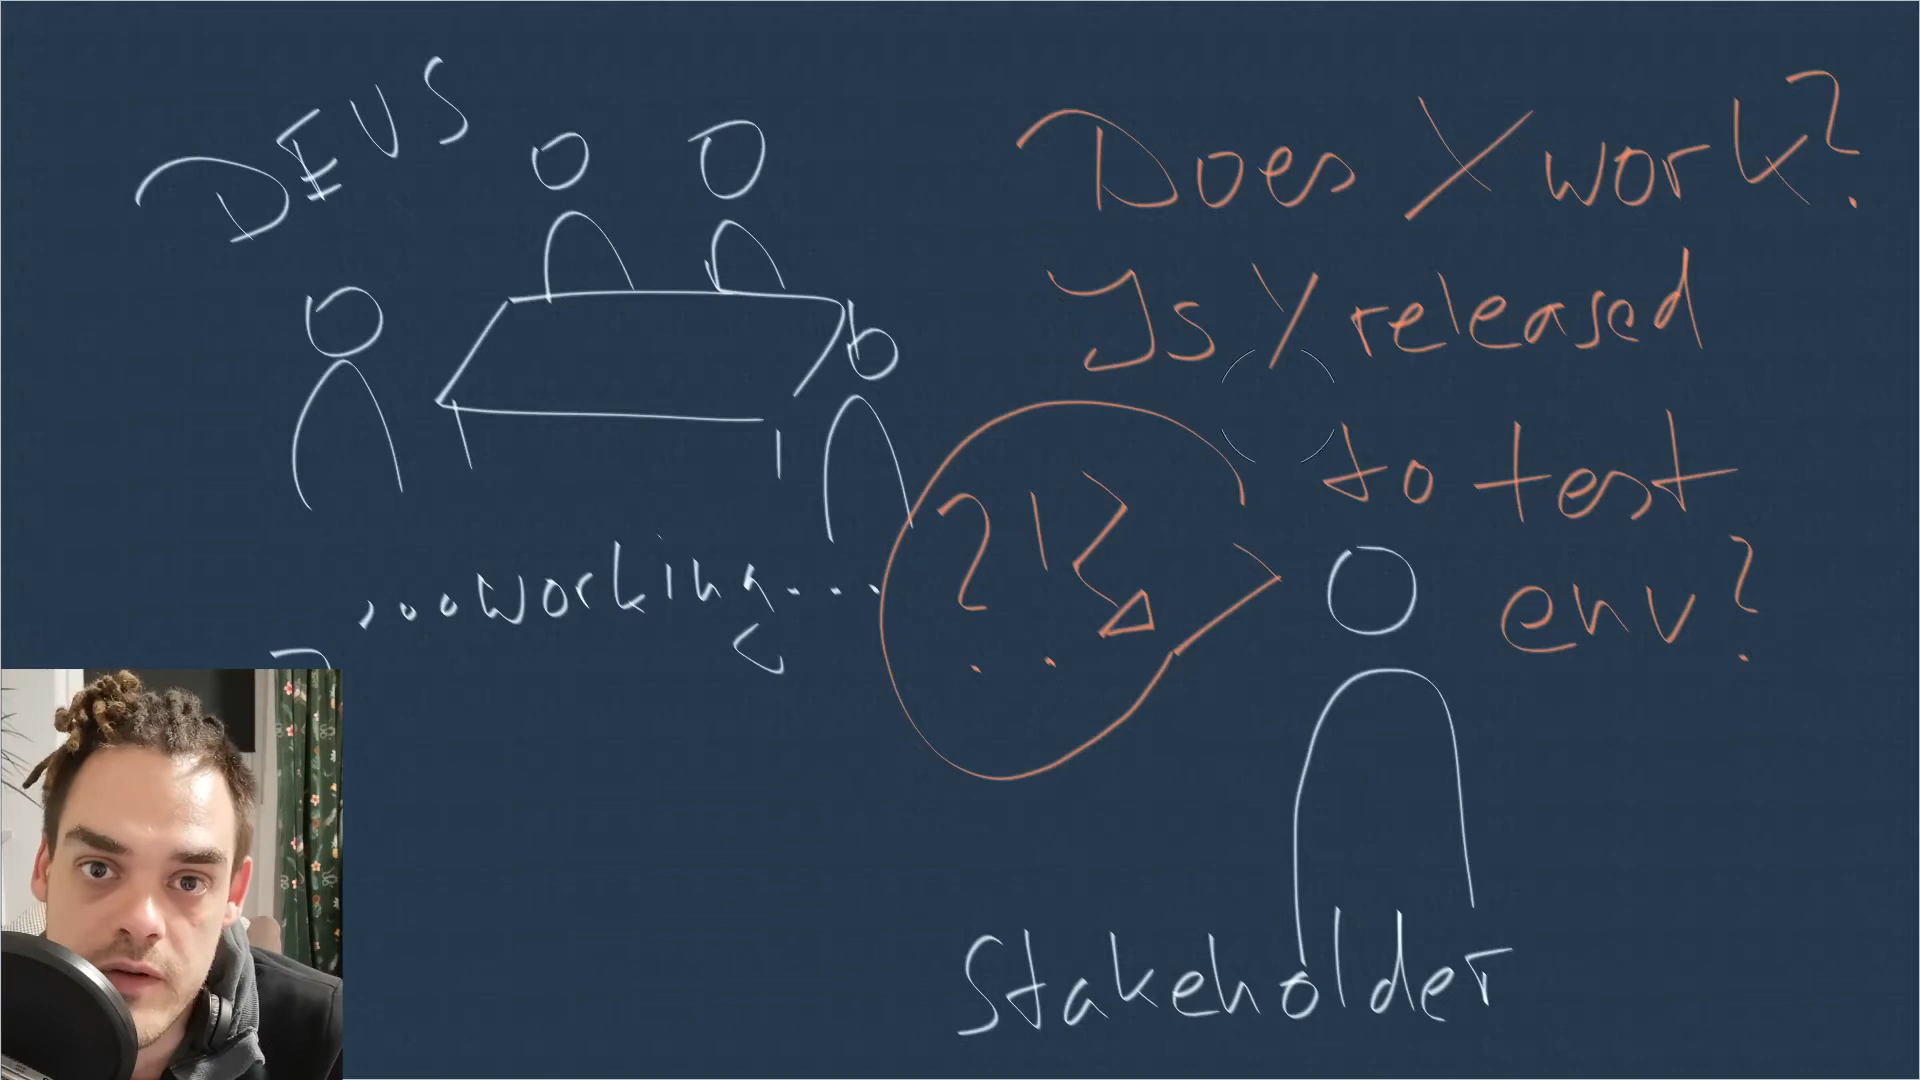 DEVS
Does X work?
Is Y released
to test
env?
?!
...working...
Stakeholder